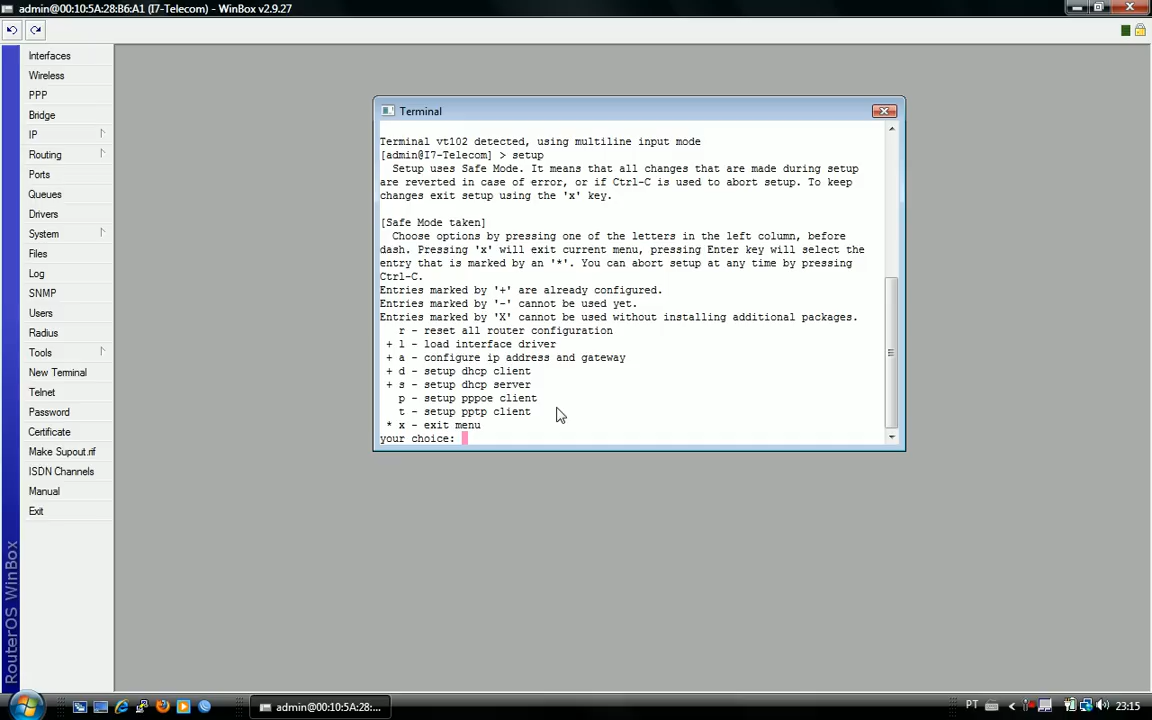 admin@00:10:5A:28:B6:A1 (I7-Telecom) - WinBox v2.9.27
Interfaces
Wireless
PPP
Bridge
IP
Routing
Ports
Queues
Drivers
System
Files
Log
SNMP
Users
Radius
Tools
New Terminal
Telnet
Password
Certificate
Make Supout.rif
ISDN Channels
Manual
Exit
RouterOS WinBox
Terminal
Terminal vt102 detected, using multiline input mode
[admin@I7-Telecom] > setup
Setup uses Safe Mode. It means that all changes that are made during setup
are reverted in case of error, or if Ctrl-C is used to abort setup. To keep
changes exit setup using the 'x' key.
[Safe Mode taken]
Choose options by pressing one of the letters in the left column, before
dash. Pressing 'x' will exit current menu, pressing Enter key will select the
entry that is marked by an '*'. You can abort setup at any time by pressing
Ctrl-C.
Entries marked by '+' are already configured.
Entries marked by '-' cannot be used yet.
Entries marked by 'X' cannot be used without installing additional packages.
r - reset all router configuration
+ l - load interface driver
+ a - configure ip address and gateway
+ d - setup dhcp client
+ s - setup dhcp server
p - setup pppoe client
t - setup pptp client
* x - exit menu
your choice:
admin@00:10:5A:28:...
PT
23:15